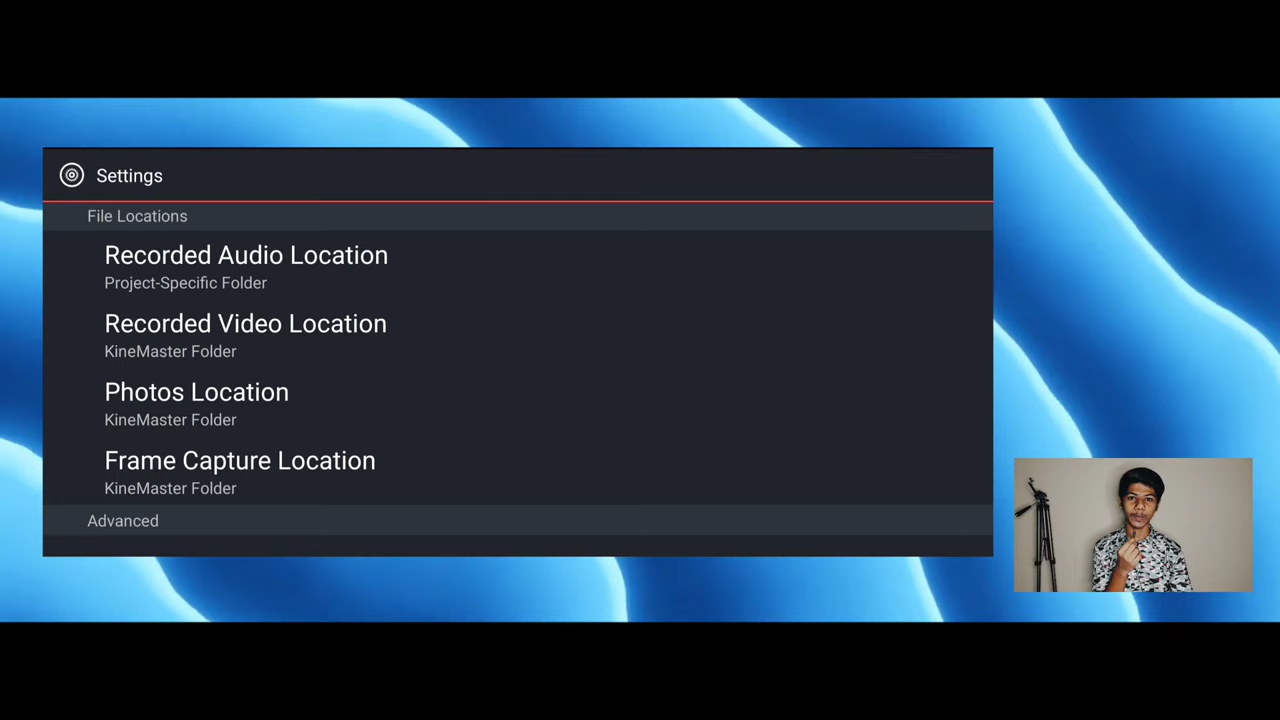 Settings
File Locations
Recorded Audio Location
Project-Specific Folder
Recorded Video Location
KineMaster Folder
Photos Location
KineMaster Folder
Frame Capture Location
KineMaster Folder
Advanced